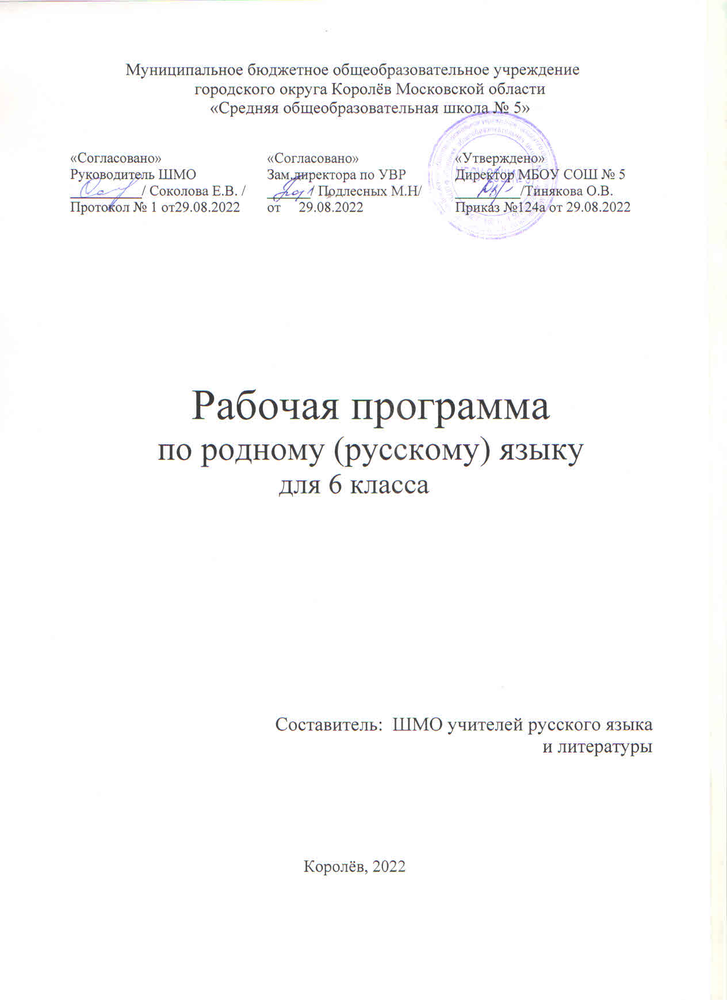 Муниципальное бюджетное общеобразовательное учреждение
городского округа Королёв Московской области
«Средняя общеобразовательная школа № 5»
«Согласовано»
Руководитель ШМО
____________/ Соколова Е.В. /
Протокол № 1 от29.08.2022
«Согласовано»
Зам.директора по УВР
________/ Подлесных М.Н/
от 29.08.2022
«Утверждено»
Директор МБОУ СОШ № 5
___________/Тинякова О.В.
Приказ №124а от 29.08.2022
Рабочая программа
по родному (русскому) языку
для 6 класса
Составитель: ШМО учителей русского языка
и литературы
Королёв, 2022